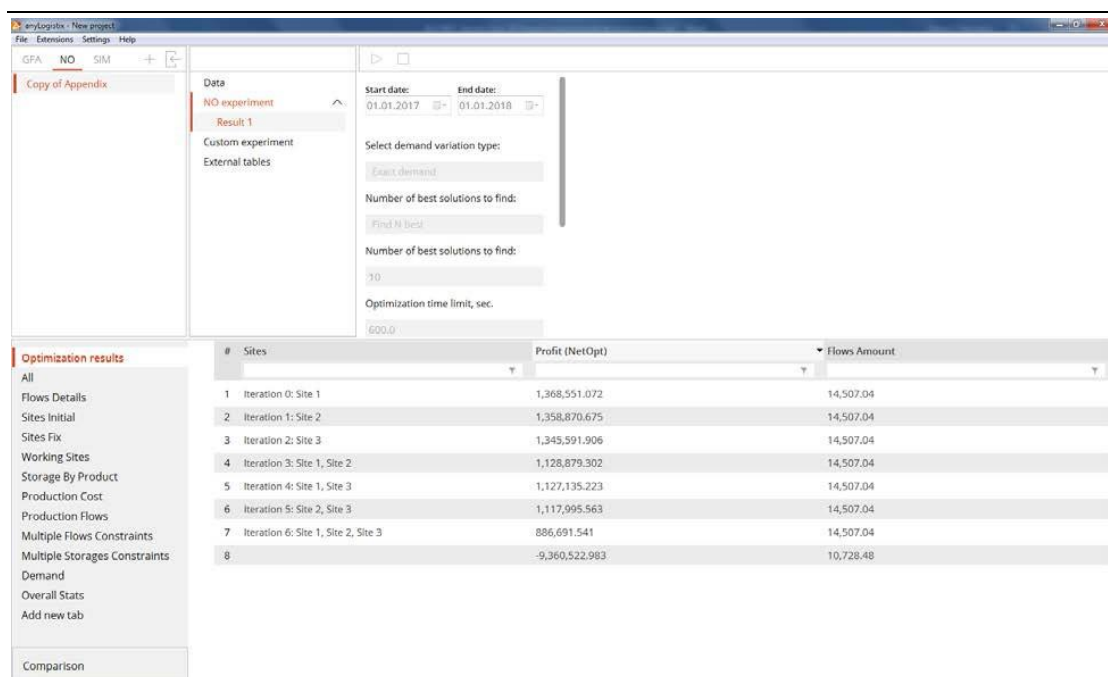 anyLogistix - New project
File Extensions Settings Help
GFA NO SIM
Copy of Appendix
Data
NO experiment
Result 1
Custom experiment
External tables
Start date: End date:
01.01.2017 01.01.2018
Select demand variation type:
Exact demand
Number of best solutions to find:
Find N best
Number of best solutions to find:
10
Optimization time limit, sec.
600.0
Optimization results
All
Flows Details
Sites Initial
Sites Fix
Working Sites
Storage By Product
Production Cost
Production Flows
Multiple Flows Constraints
Multiple Storages Constraints
Demand
Overall Stats
Add new tab
Comparison
# Sites Profit (NetOpt) Flows Amount
1 Iteration 0: Site 1 1,368,551.072 14,507.04
2 Iteration 1: Site 2 1,358,870.675 14,507.04
3 Iteration 2: Site 3 1,345,591.906 14,507.04
4 Iteration 3: Site 1, Site 2 1,128,879.302 14,507.04
5 Iteration 4: Site 1, Site 3 1,127,135.223 14,507.04
6 Iteration 5: Site 2, Site 3 1,117,995.563 14,507.04
7 Iteration 6: Site 1, Site 2, Site 3 886,691.541 14,507.04
8 -9,360,522.983 10,728.48